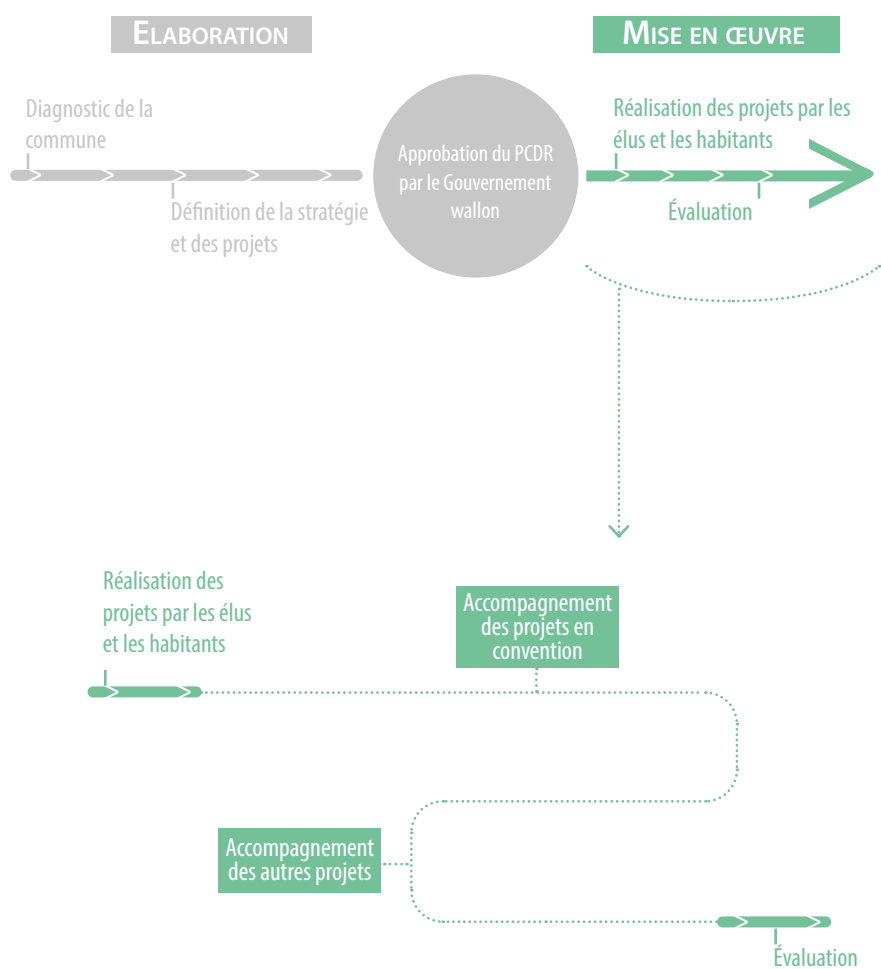 ELABORATION
MISE EN ŒUVRE
Diagnostic de la
commune
Définition de la stratégie
et des projets
Approbation du PCDR
par le Gouvernement
wallon
Réalisation des projets par les
élus et les habitants
Évaluation
Réalisation des
projets par les élus
et les habitants
Accompagnement
des projets en
convention
Accompagnement
des autres projets
Évaluation